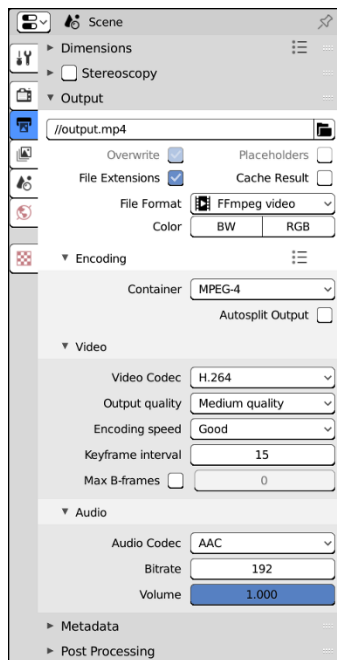 Scene
Dimensions
Stereoscopy
Output
//output.mp4
Overwrite Placeholders
File Extensions Cache Result
File Format FFmpeg video
Color BW RGB
Encoding
Container MPEG-4
Autosplit Output
Video
Video Codec H.264
Output quality Medium quality
Encoding speed Good
Keyframe interval 15
Max B-frames 0
Audio
Audio Codec AAC
Bitrate 192
Volume 1.000
Metadata
Post Processing